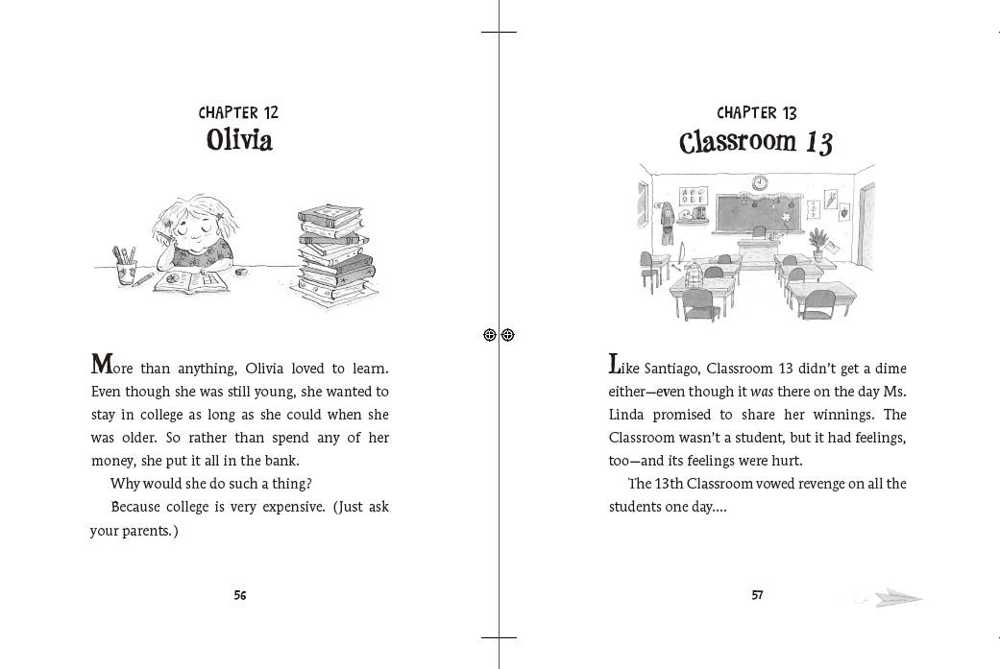 CHAPTER 12
Olivia
More than anything, Olivia loved to learn.
Even though she was still young, she wanted to
stay in college as long as she could when she
was older. So rather than spend any of her
money, she put it all in the bank.
Why would she do such a thing?
Because college is very expensive. (Just ask
your parents.)
56
CHAPTER 13
Classroom 13
A B C
D E F
Like Santiago, Classroom 13 didn’t get a dime
either—even though it was there on the day Ms.
Linda promised to share her winnings. The
Classroom wasn’t a student, but it had feelings,
too—and its feelings were hurt.
The 13th Classroom vowed revenge on all the
students one day....
57